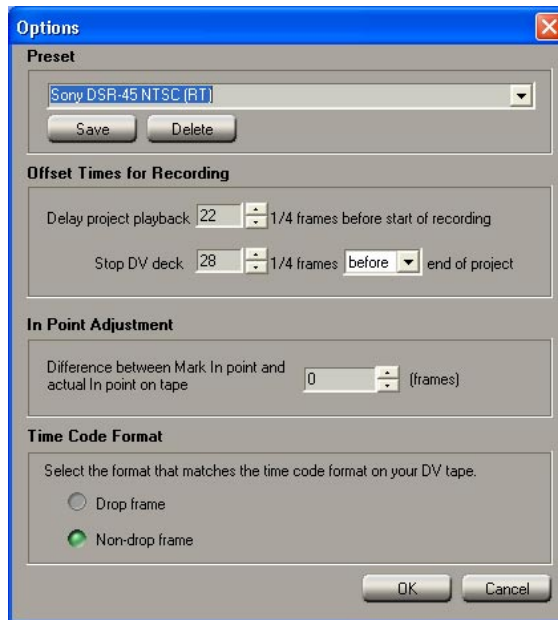 Options
Preset
Sony DSR-45 NTSC (RT)
Save Delete
Offset Times for Recording
Delay project playback 22 1/4 frames before start of recording
Stop DV deck 28 1/4 frames before end of project
In Point Adjustment
Difference between Mark In point and
actual In point on tape 0 (frames)
Time Code Format
Select the format that matches the time code format on your DV tape.
Drop frame
Non-drop frame
OK Cancel